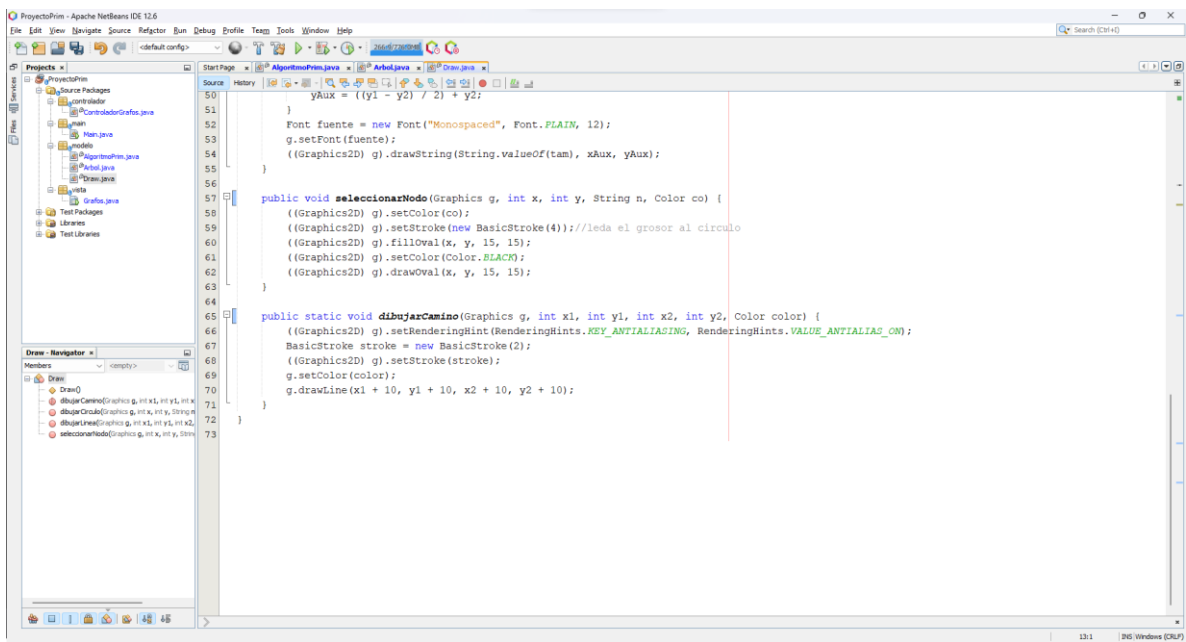 ProyectoPrim - Apache NetBeans IDE 12.6
File Edit View Navigate Source Refactor Run Debug Profile Team Tools Window Help
Search (Ctrl+I)
<default config>
Projects
Start Page AlgoritmoPrim.java Arbol.java Draw.java
Services
Files
ProyectoPrim
Source Packages
controlador
ControladorGrafos.java
main
Main.java
modelo
AlgoritmoPrim.java
Arbol.java
Draw.java
vista
Grafos.java
Test Packages
Libraries
Test Libraries
Source History
50 yAux = ((y1 - y2) / 2) + y2;
51 }
52 Font fuente = new Font("Monospaced", Font.PLAIN, 12);
53 g.setFont(fuente);
54 ((Graphics2D) g).drawString(String.valueOf(tam), xAux, yAux);
55 }
56
57 public void seleccionarNodo(Graphics g, int x, int y, String n, Color co) {
58 ((Graphics2D) g).setColor(co);
59 ((Graphics2D) g).setStroke(new BasicStroke(4));//leda el grosor al circulo
60 ((Graphics2D) g).fillOval(x, y, 15, 15);
61 ((Graphics2D) g).setColor(Color.BLACK);
62 ((Graphics2D) g).drawOval(x, y, 15, 15);
63 }
64
65 public static void dibujarCamino(Graphics g, int x1, int y1, int x2, int y2, Color color) {
66 ((Graphics2D) g).setRenderingHint(RenderingHints.KEY_ANTIALIASING, RenderingHints.VALUE_ANTIALIAS_ON);
67 BasicStroke stroke = new BasicStroke(2);
68 ((Graphics2D) g).setStroke(stroke);
69 g.setColor(color);
70 g.drawLine(x1 + 10, y1 + 10, x2 + 10, y2 + 10);
71 }
72 }
73
Draw - Navigator
Members <empty>
Draw
Draw()
dibujarCamino(Graphics g, int x1, int y1, int x
dibujarCirculo(Graphics g, int x, int y, String n
dibujarLinea(Graphics g, int x1, int y1, int x2,
seleccionarNodo(Graphics g, int x, int y, Strin
13:1 INS Windows (CRLF)